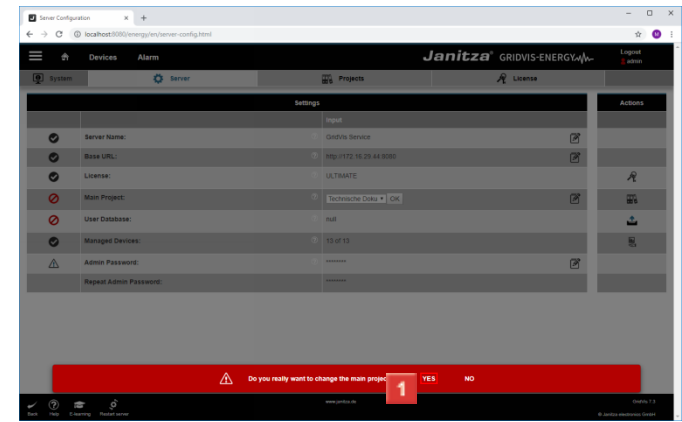 Server Configuration
localhost:8080/energy/en/server-config.html
Devices Alarm
Janitza® GRIDVIS-ENERGY
Logout
admin
System Server Projects License
Settings Actions
Input
Server Name: GridVis Service
Base URL: http://172.16.29.44:8080
License: ULTIMATE
Main Project: Technische Doku OK
User Database: null
Managed Devices: 13 of 13
Admin Password: ********
Repeat Admin Password: ********
Do you really want to change the main projec YES NO
1
Help E-learning Restart server
www.janitza.de
GridVis 7.3
© Janitza electronics GmbH